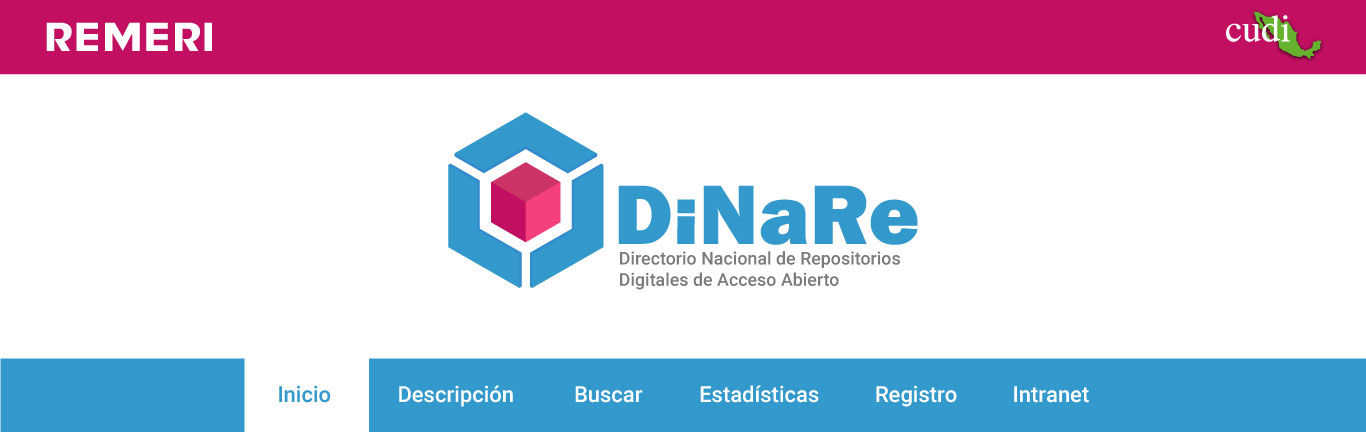 REMERI
cudi
DiNaRe
Directorio Nacional de Repositorios
Digitales de Acceso Abierto
Inicio Descripción Buscar Estadísticas Registro Intranet